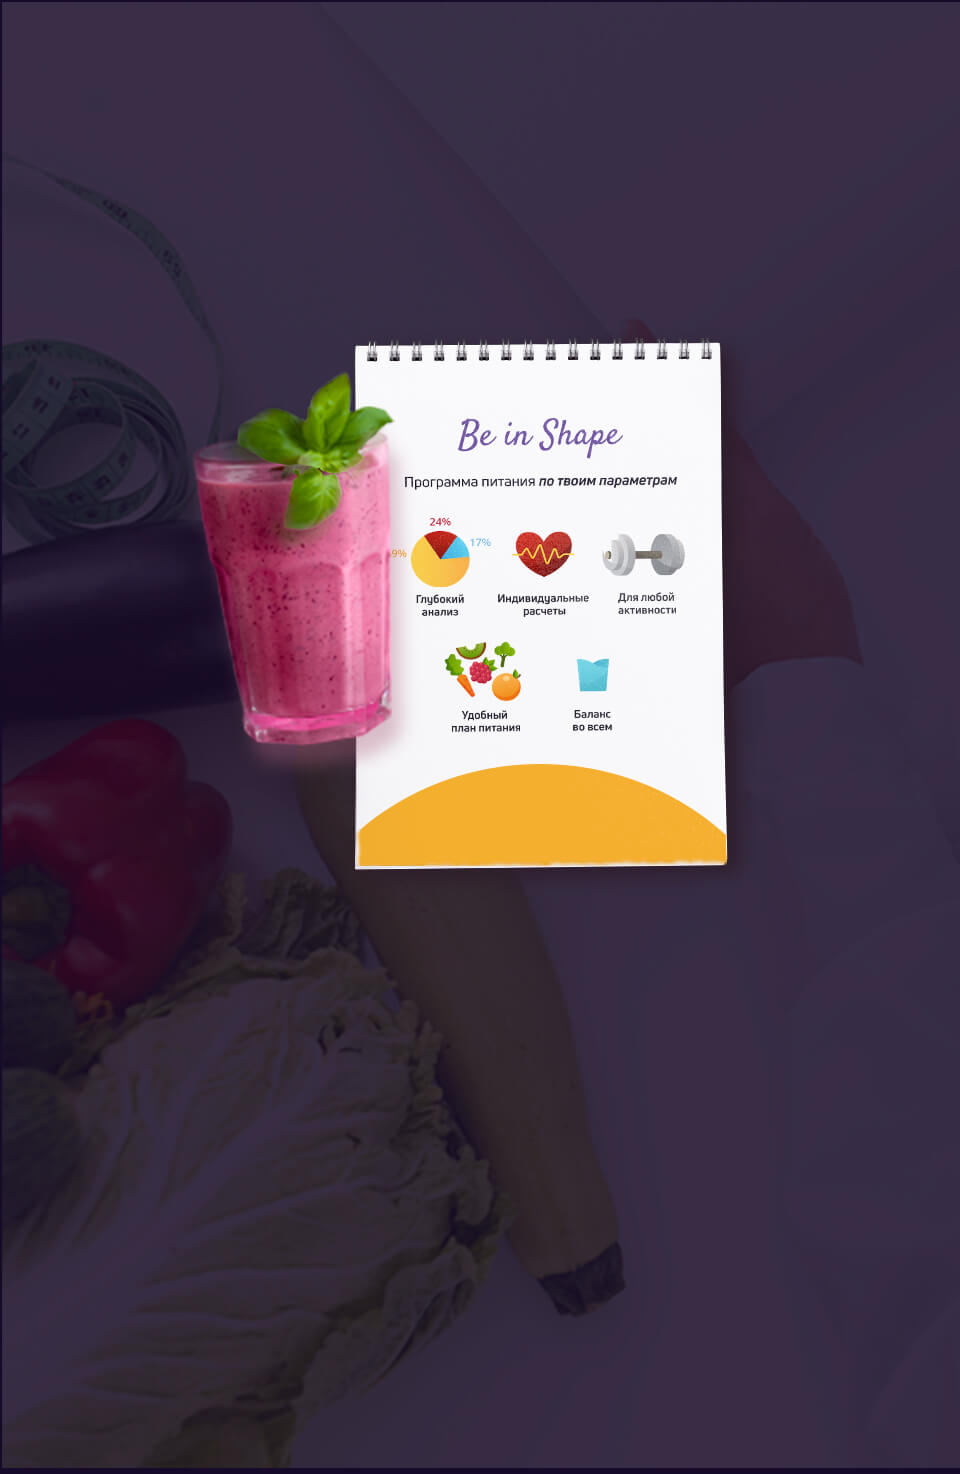 Be in Shape
Программа питания по твоим параметрам
24%
17%
9%
Глубокий
анализ
Индивидуальные
расчеты
Для любой
активности
Удобный
план питания
Баланс
во всем